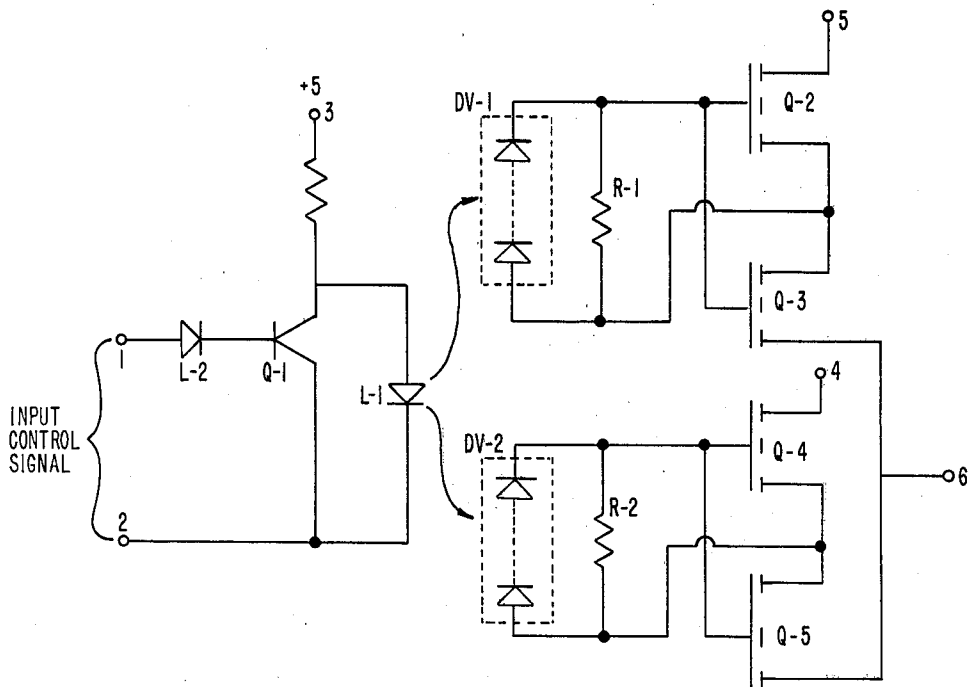 5
+5
3
DV-1
Q-2
R-1
Q-3
1
L-2
Q-1
L-1
4
INPUT
CONTROL
SIGNAL
DV-2
Q-4
6
R-2
2
Q-5